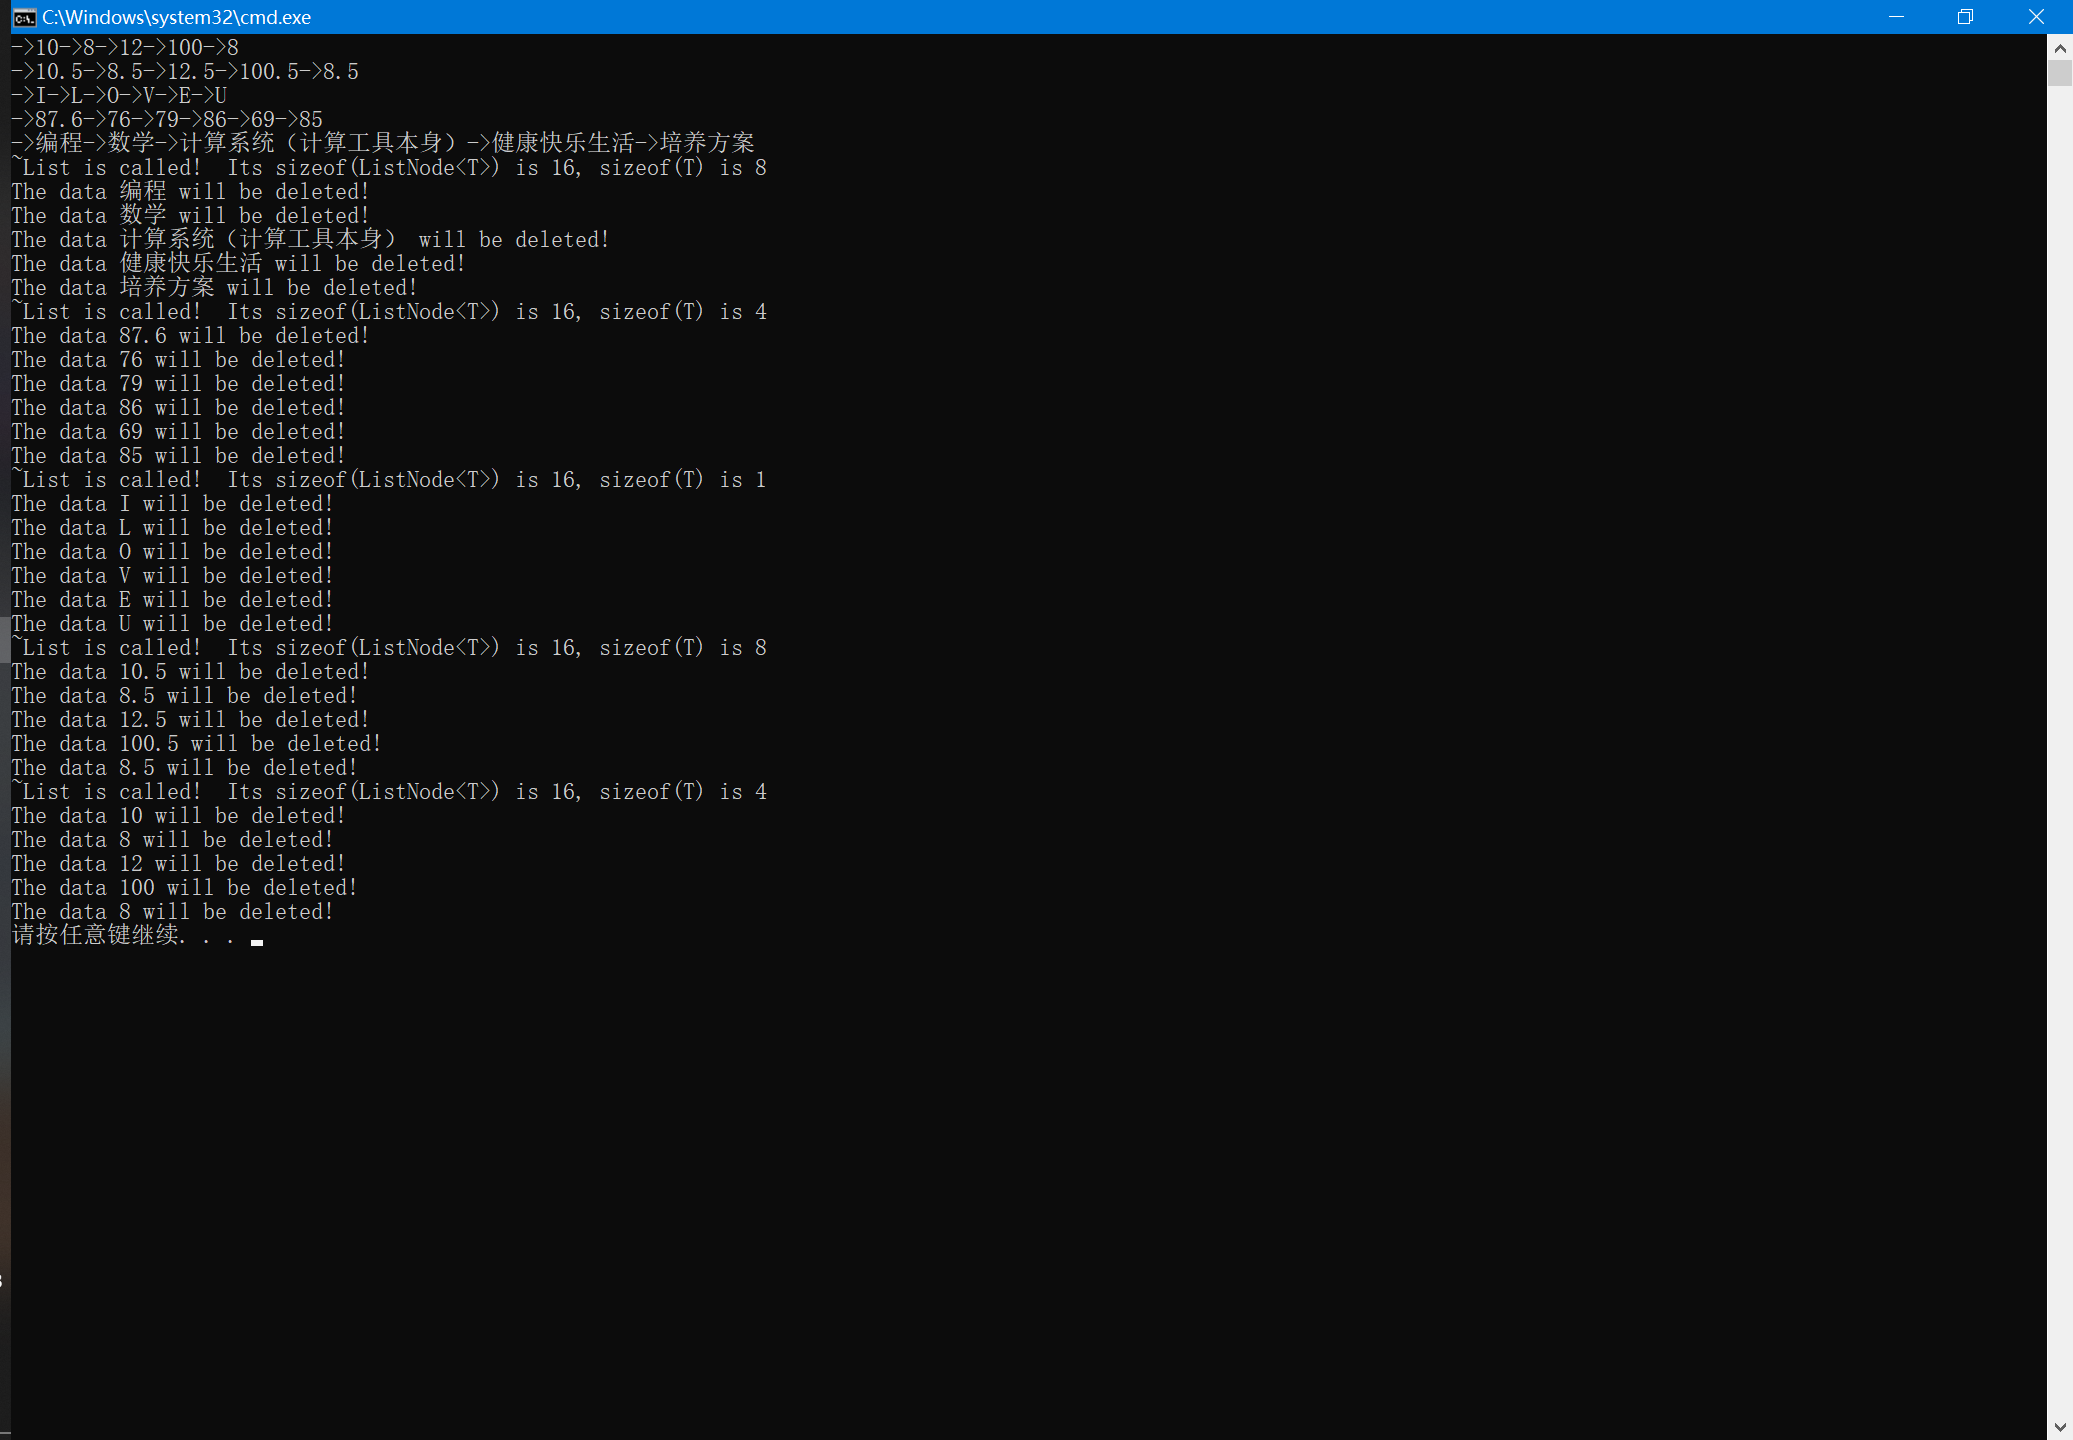 C:\Windows\system32\cmd.exe
->10->8->12->100->8
->10.5->8.5->12.5->100.5->8.5
->I->L->O->V->E->U
->87.6->76->79->86->69->85
->编程->数学->计算系统（计算工具本身）->健康快乐生活->培养方案
~List is called!  Its sizeof(ListNode<T>) is 16, sizeof(T) is 8
The data 编程 will be deleted!
The data 数学 will be deleted!
The data 计算系统（计算工具本身） will be deleted!
The data 健康快乐生活 will be deleted!
The data 培养方案 will be deleted!
~List is called!  Its sizeof(ListNode<T>) is 16, sizeof(T) is 4
The data 87.6 will be deleted!
The data 76 will be deleted!
The data 79 will be deleted!
The data 86 will be deleted!
The data 69 will be deleted!
The data 85 will be deleted!
~List is called!  Its sizeof(ListNode<T>) is 16, sizeof(T) is 1
The data I will be deleted!
The data L will be deleted!
The data O will be deleted!
The data V will be deleted!
The data E will be deleted!
The data U will be deleted!
~List is called!  Its sizeof(ListNode<T>) is 16, sizeof(T) is 8
The data 10.5 will be deleted!
The data 8.5 will be deleted!
The data 12.5 will be deleted!
The data 100.5 will be deleted!
The data 8.5 will be deleted!
~List is called!  Its sizeof(ListNode<T>) is 16, sizeof(T) is 4
The data 10 will be deleted!
The data 8 will be deleted!
The data 12 will be deleted!
The data 100 will be deleted!
The data 8 will be deleted!
请按任意键继续. . .